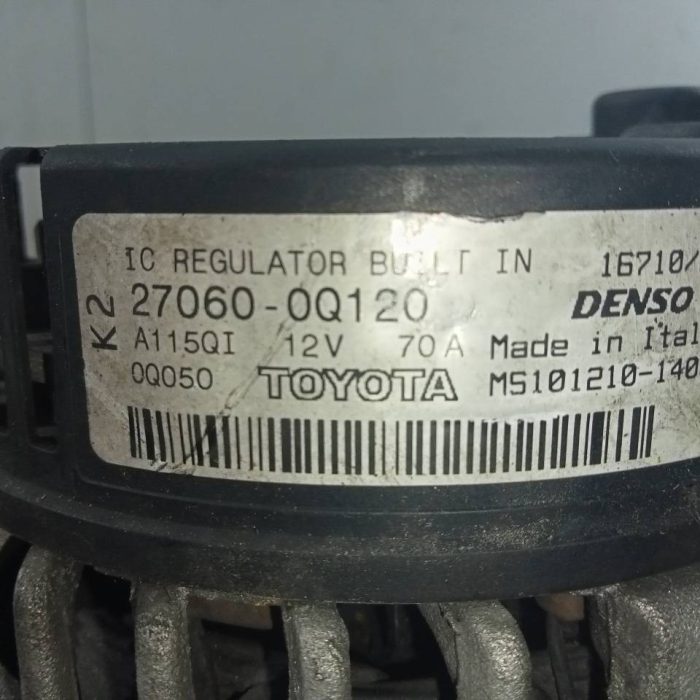 IC REGULATOR BUILT IN 16710/
K2 27060-0Q120 DENSO
A115QI 12V 70A Made in Ital
0Q050 TOYOTA MS101210-140